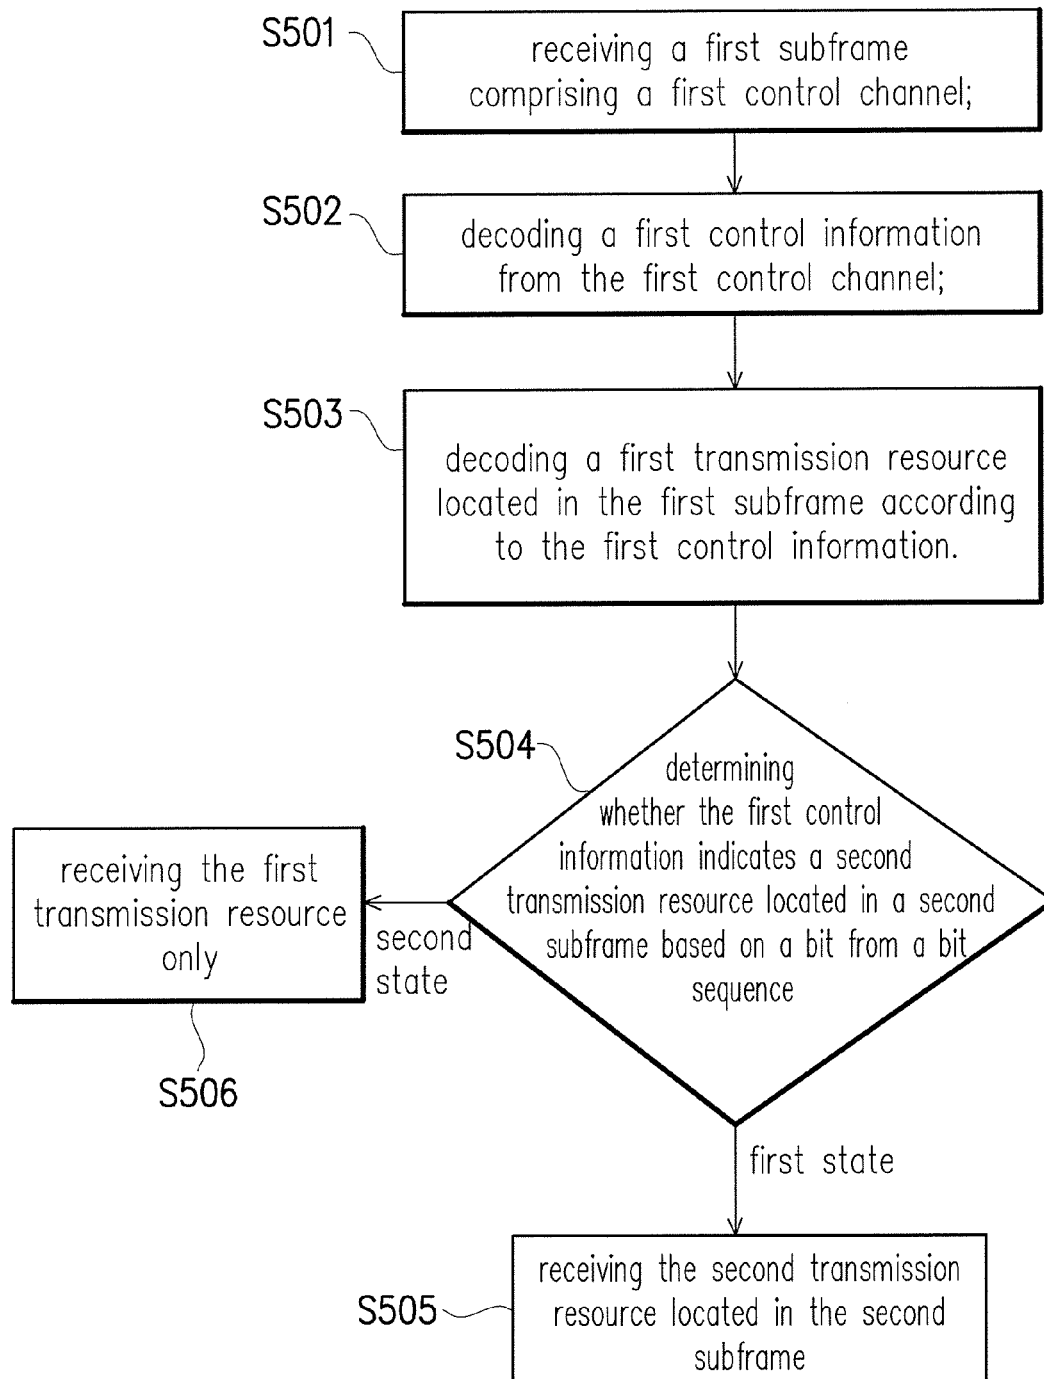 S501
receiving a first subframe
comprising a first control channel;
S502
decoding a first control information
from the first control channel;
S503
decoding a first transmission resource
located in the first subframe according
to the first control information.
S504
determining
whether the first control
information indicates a second
transmission resource located in a second
subframe based on a bit from a bit
sequence
receiving the first
transmission resource
only
second
state
S506
first state
S505
receiving the second transmission
resource located in the second
subframe